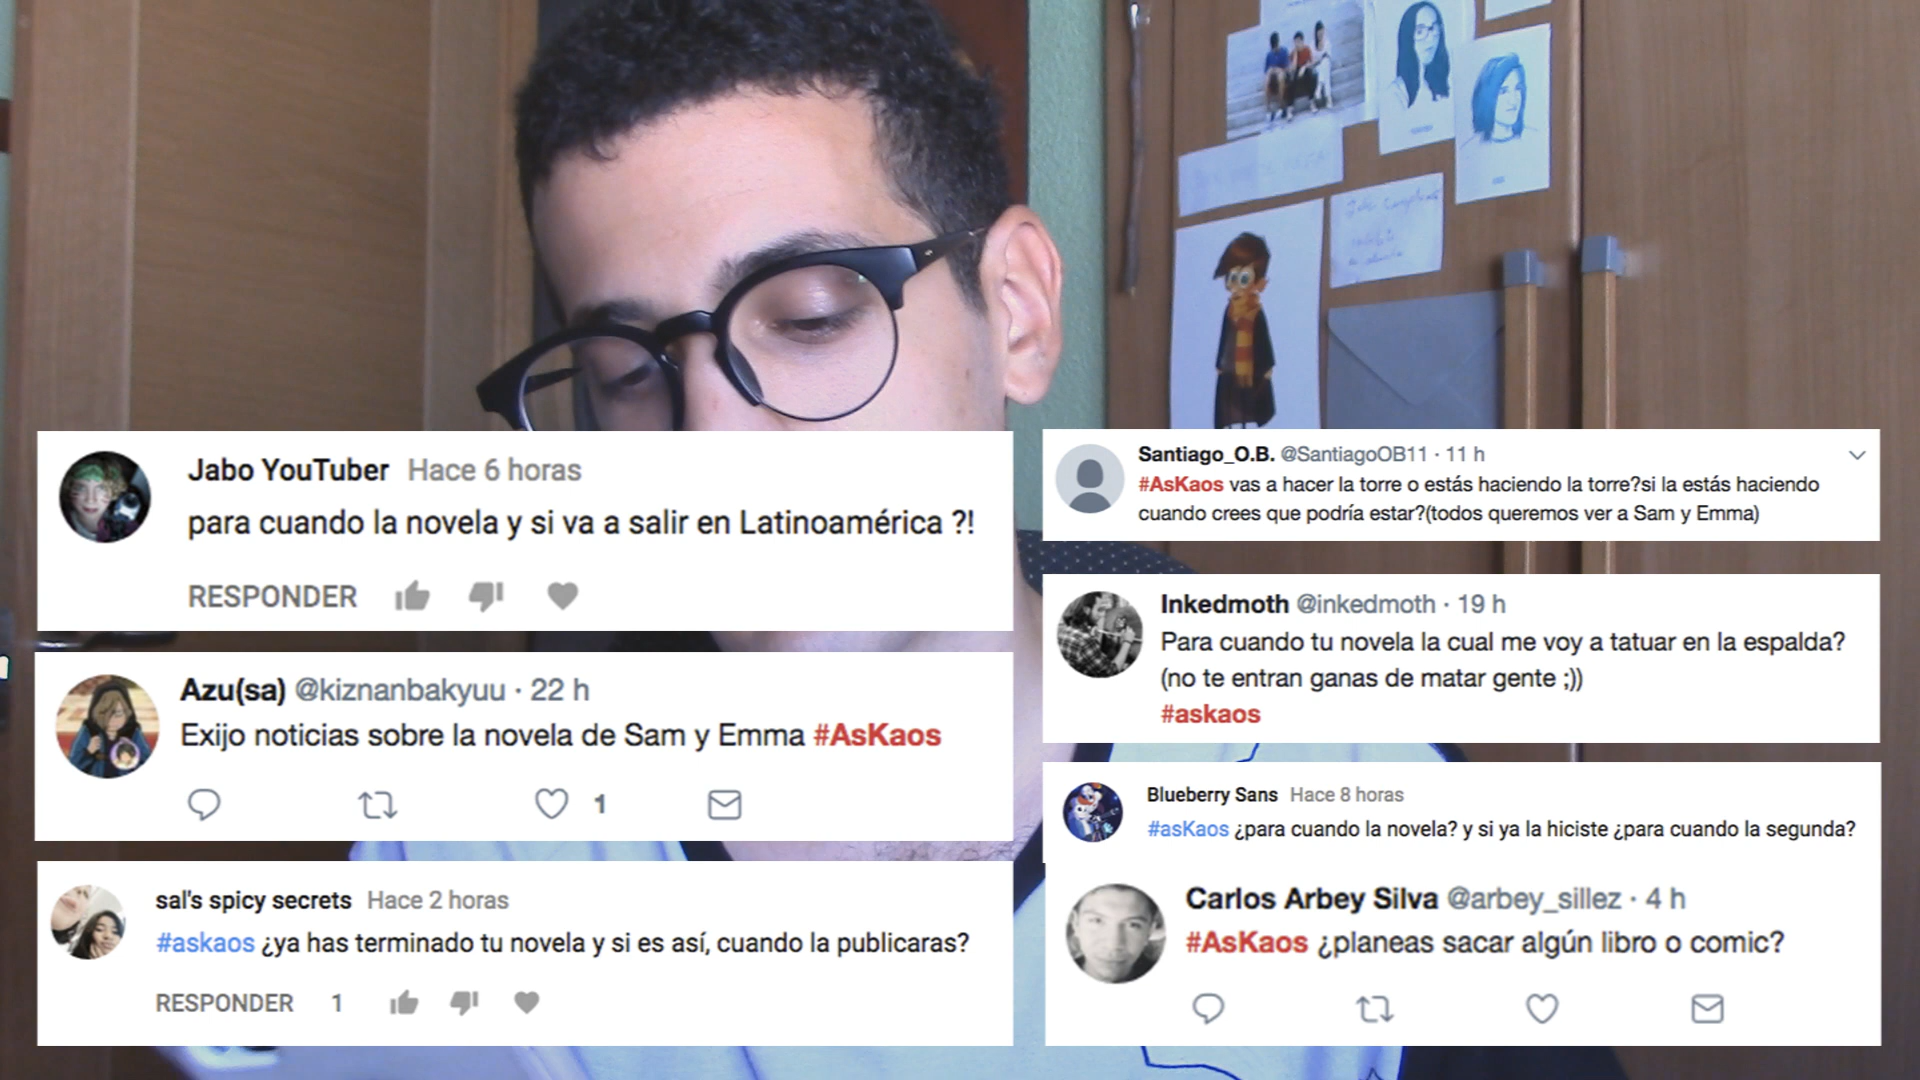 Jabo YouTuber Hace 6 horas
para cuando la novela y si va a salir en Latinoamérica ?!
RESPONDER
Azu(sa) @kiznanbakyuu · 22 h
Exijo noticias sobre la novela de Sam y Emma #AsKaos
1
sal's spicy secrets Hace 2 horas
#askaos ¿ya has terminado tu novela y si es así, cuando la publicaras?
RESPONDER 1
Santiago_O.B. @SantiagoOB11 · 11 h
#AsKaos vas a hacer la torre o estás haciendo la torre?si la estás haciendo
cuando crees que podría estar?(todos queremos ver a Sam y Emma)
Inkedmoth @inkedmoth · 19 h
Para cuando tu novela la cual me voy a tatuar en la espalda?
(no te entran ganas de matar gente ;))
#askaos
Blueberry Sans Hace 8 horas
#asKaos ¿para cuando la novela? y si ya la hiciste ¿para cuando la segunda?
Carlos Arbey Silva @arbey_sillez · 4 h
#AsKaos ¿planeas sacar algún libro o comic?